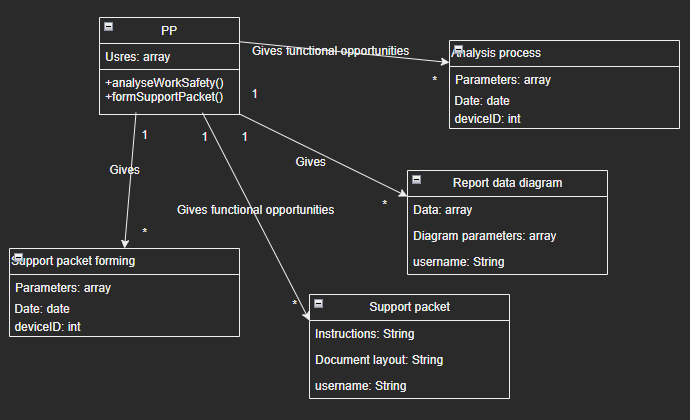 PP
Usres: array
+analyseWorkSafety()
+formSupportPacket()
Gives functional opportunities
1
*
Analysis process
Parameters: array
Date: date
deviceID: int
1
1
1
Gives
Gives
*
Report data diagram
Data: array
Diagram parameters: array
username: String
Gives functional opportunities
*
Support packet forming
Parameters: array
Date: date
deviceID: int
*
Support packet
Instructions: String
Document layout: String
username: String